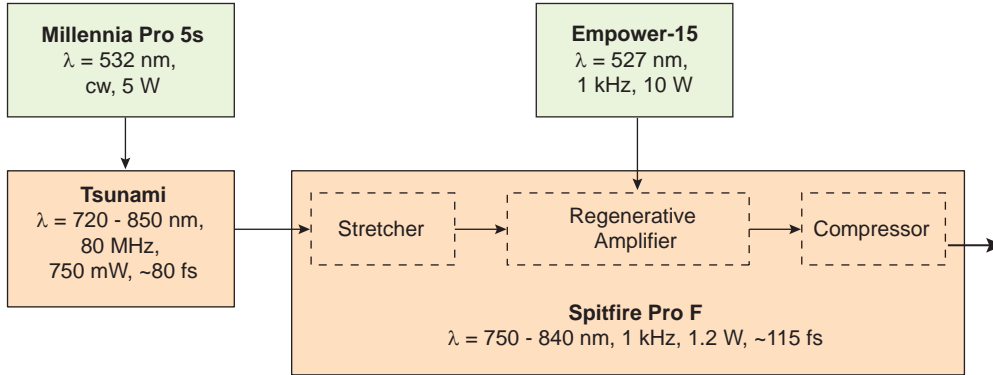 Millennia Pro 5s
λ = 532 nm,
cw, 5 W
Empower-15
λ = 527 nm,
1 kHz, 10 W
Tsunami
λ = 720 - 850 nm,
80 MHz,
750 mW, ~80 fs
Stretcher
Regenerative
Amplifier
Compressor
Spitfire Pro F
λ = 750 - 840 nm, 1 kHz, 1.2 W, ~115 fs